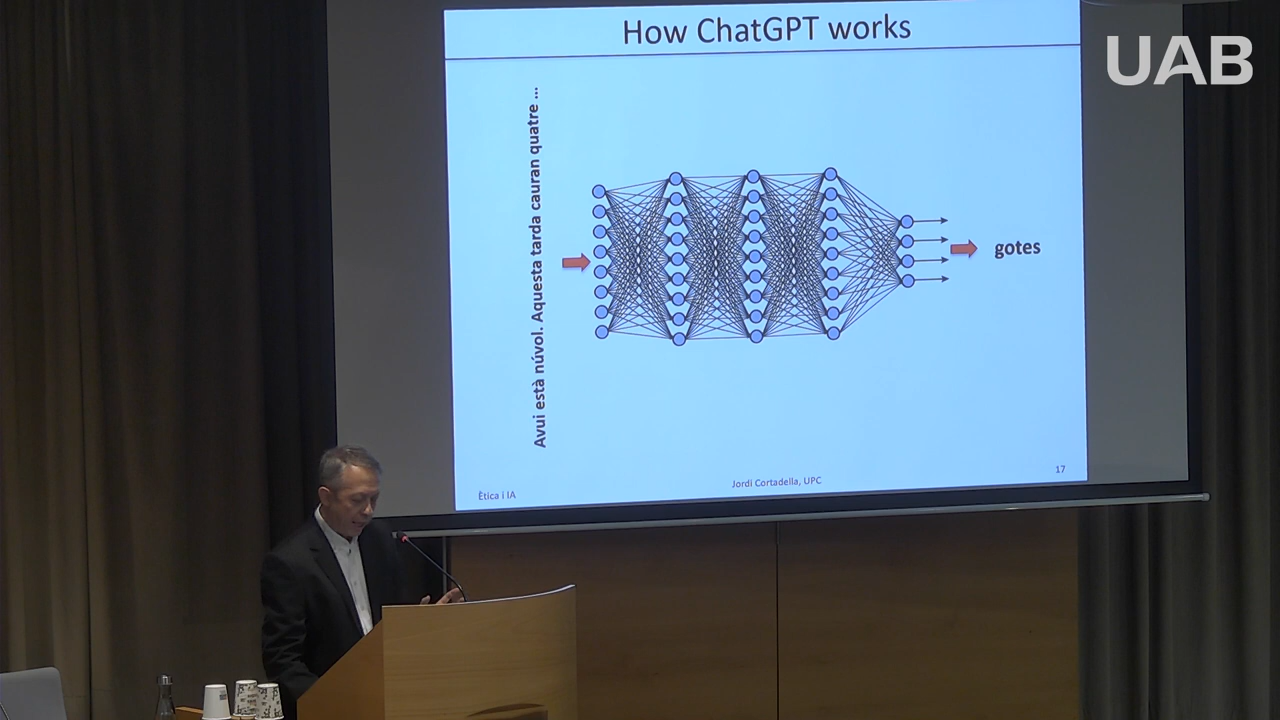 How ChatGPT works
UAB
Avui està núvol. Aquesta tarda cauran quatre ...
gotes
Ètica i IA
Jordi Cortadella, UPC
17